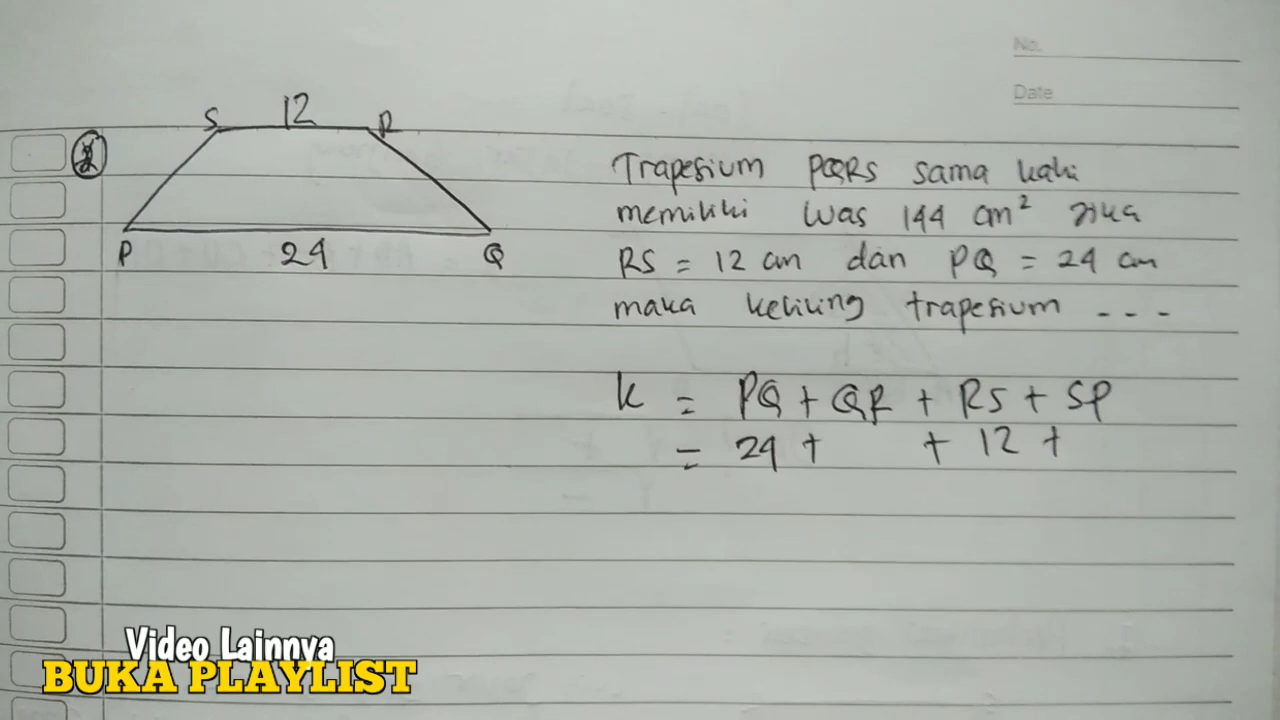 No.
Date
S 12 R
P 24 Q
Trapesium PQRS sama kaki
memiliki luas 144 cm² jika
RS = 12 cm dan PQ = 24 cm
maka keliling trapesium ---
K = PQ + QR + RS + SP
= 24 + + 12 +
Video Lainnya
BUKA PLAYLIST